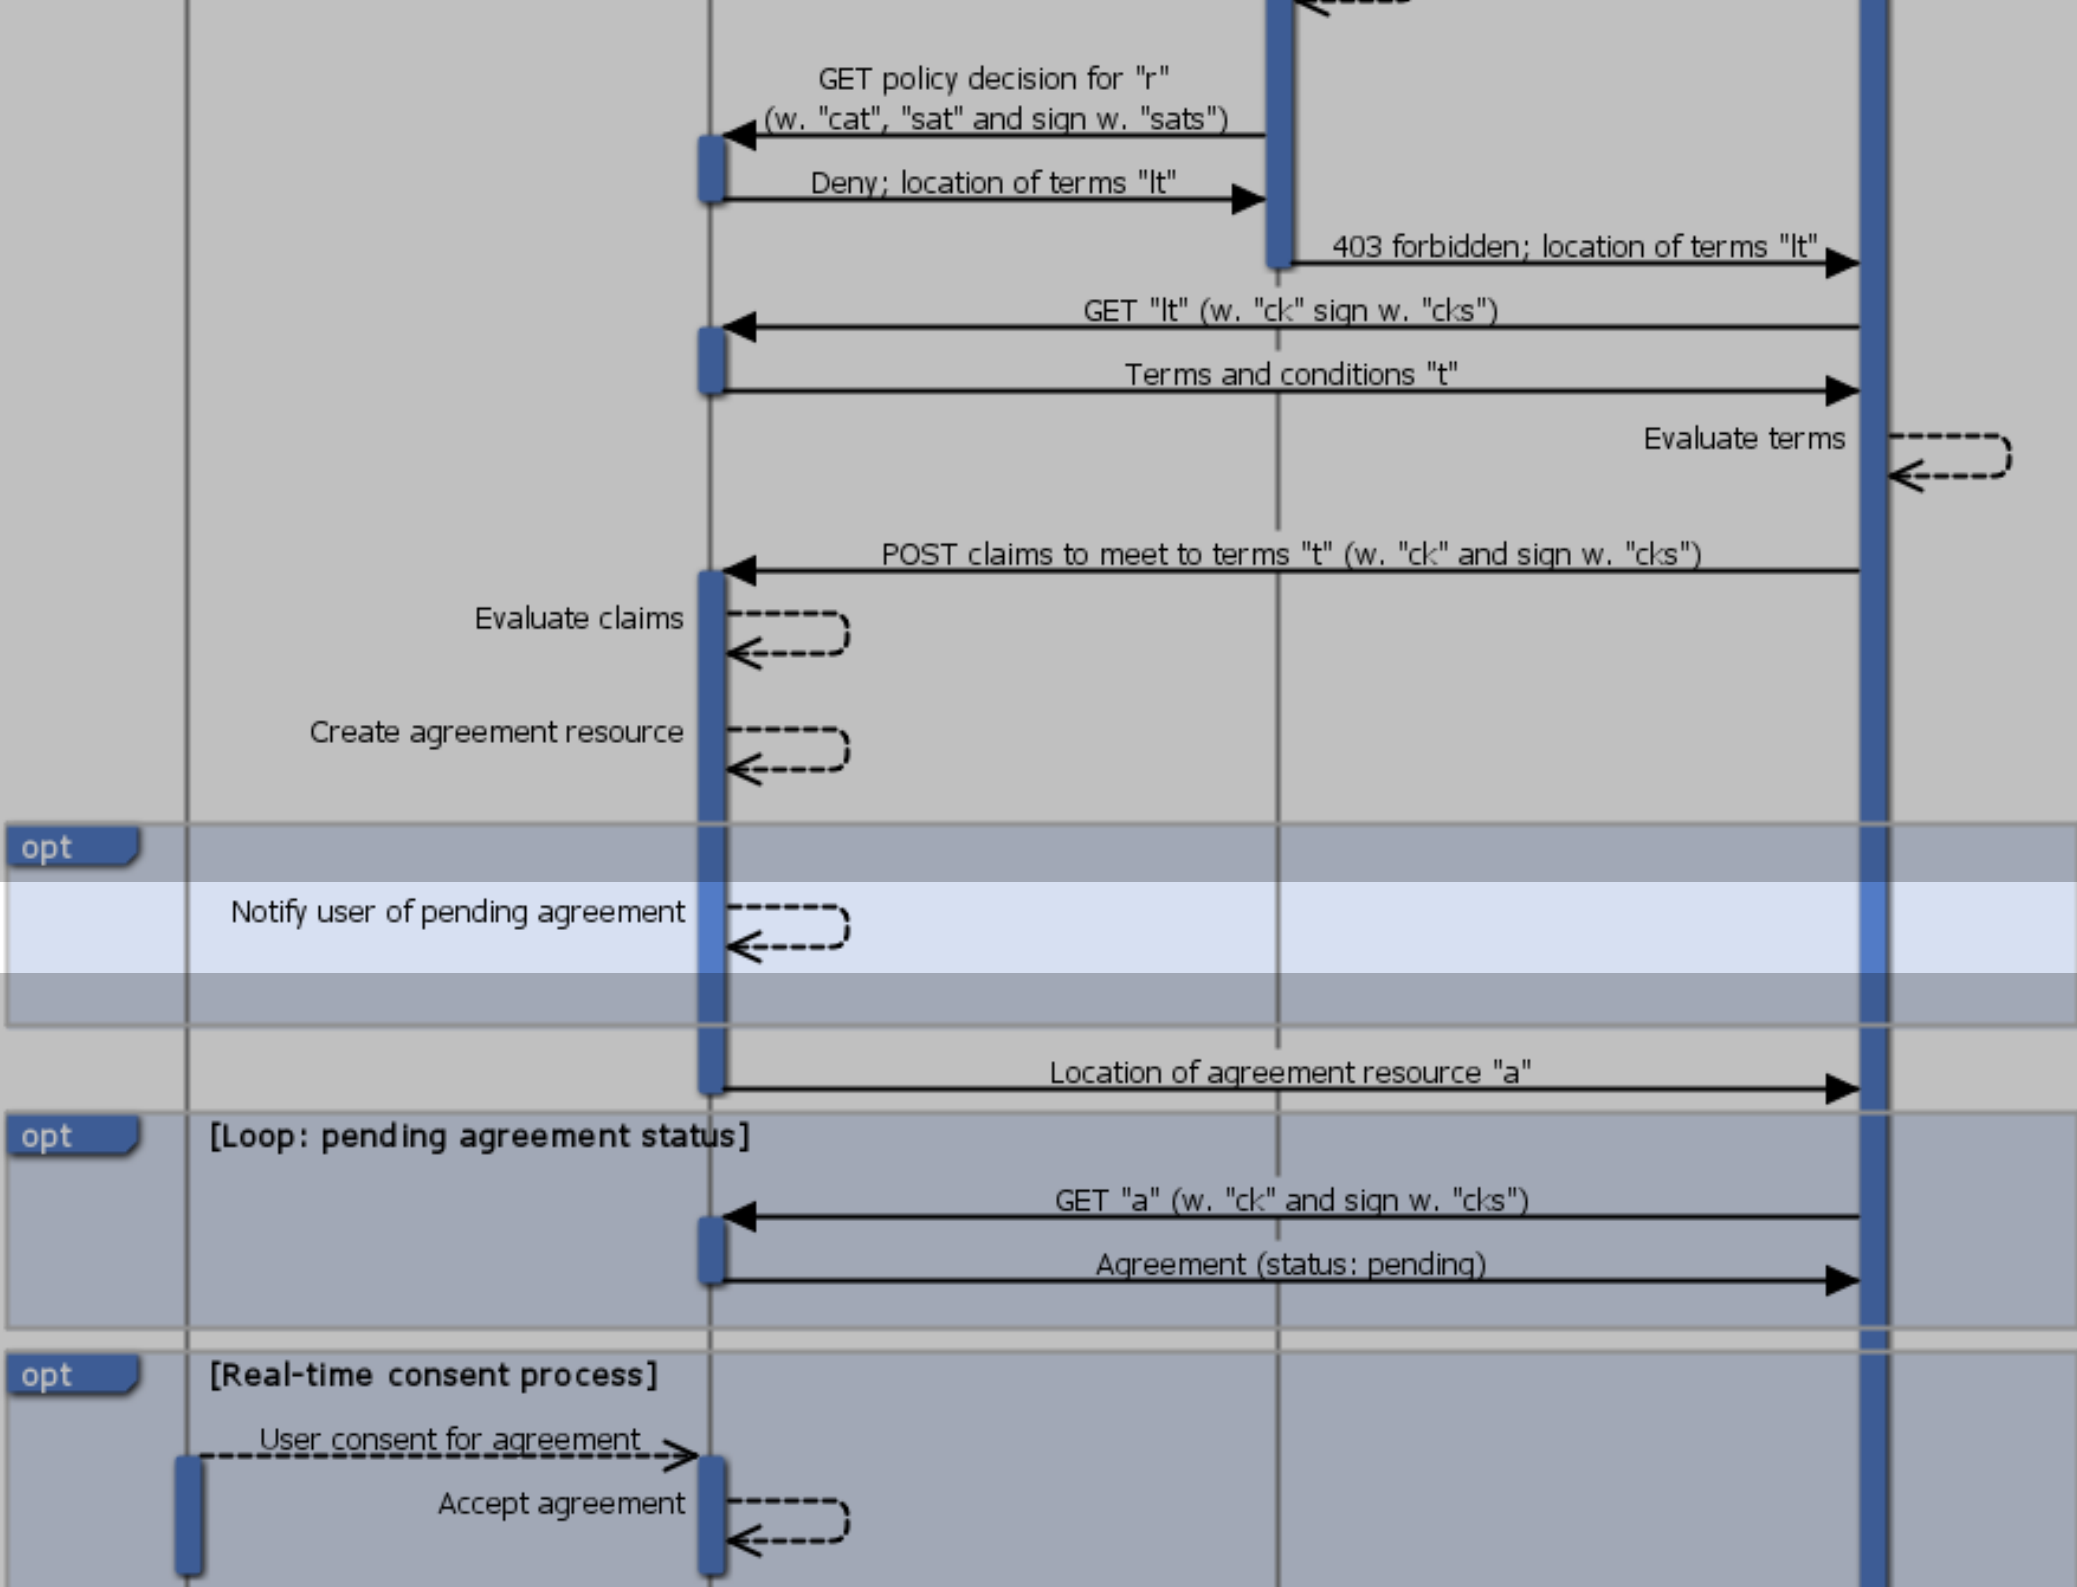 GET policy decision for "r"
(w. "cat", "sat" and sign w. "sats")
Deny; location of terms "lt"
403 forbidden; location of terms "lt"
GET "lt" (w. "ck" sign w. "cks")
Terms and conditions "t"
Evaluate terms
POST claims to meet to terms "t" (w. "ck" and sign w. "cks")
Evaluate claims
Create agreement resource
opt
Notify user of pending agreement
Location of agreement resource "a"
opt [Loop: pending agreement status]
GET "a" (w. "ck" and sign w. "cks")
Agreement (status: pending)
opt [Real-time consent process]
User consent for agreement
Accept agreement